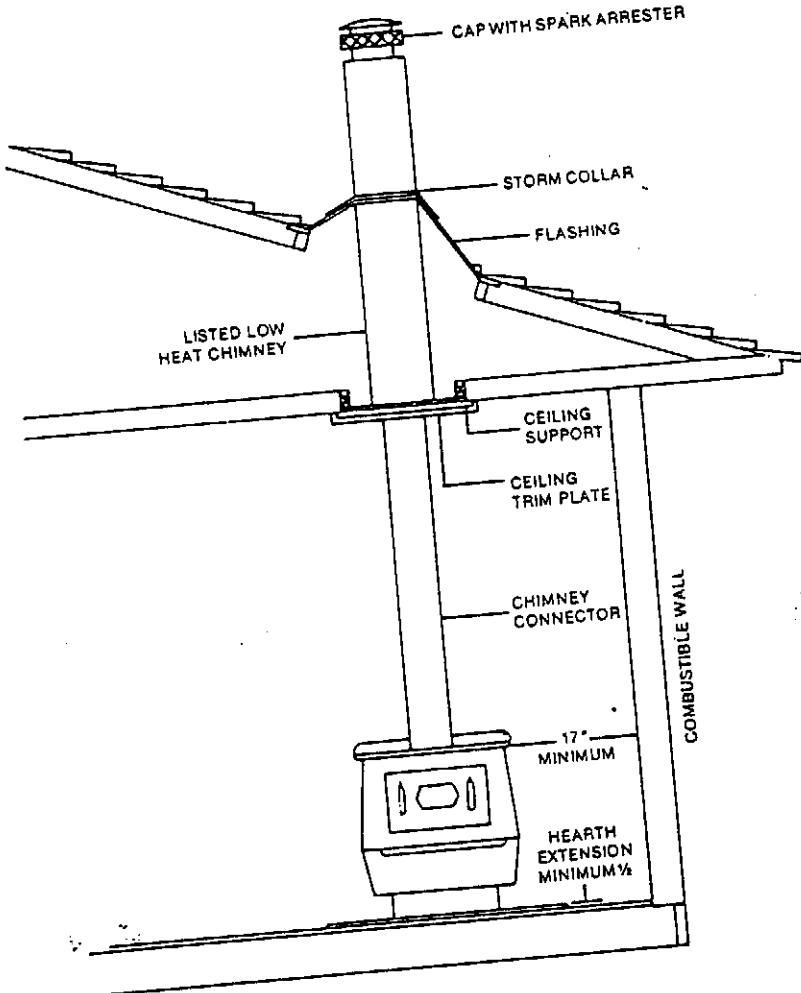 CAP WITH SPARK ARRESTER
STORM COLLAR
FLASHING
LISTED LOW
HEAT CHIMNEY
CEILING
SUPPORT
CEILING
TRIM PLATE
CHIMNEY
CONNECTOR
COMBUSTIBLE WALL
17"
MINIMUM
HEARTH
EXTENSION
MINIMUM ½